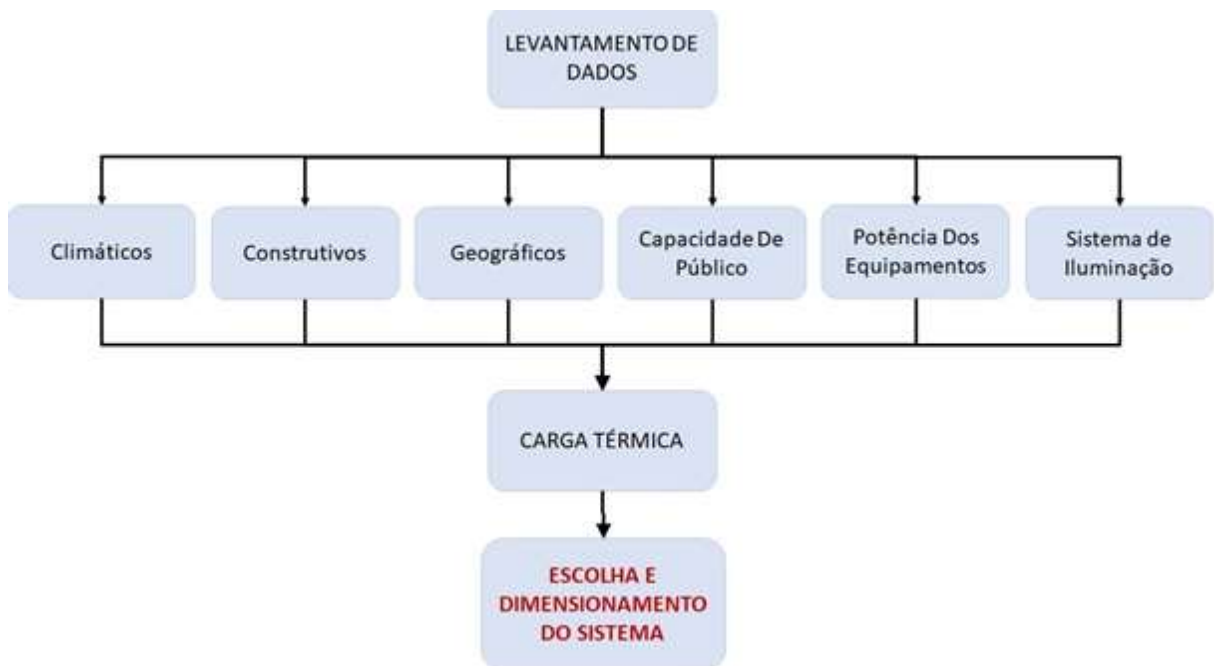 LEVANTAMENTO DE
DADOS
Climáticos
Construtivos
Geográficos
Capacidade De
Público
Potência Dos
Equipamentos
Sistema de
Iluminação
CARGA TÉRMICA
ESCOLHA E
DIMENSIONAMENTO
DO SISTEMA